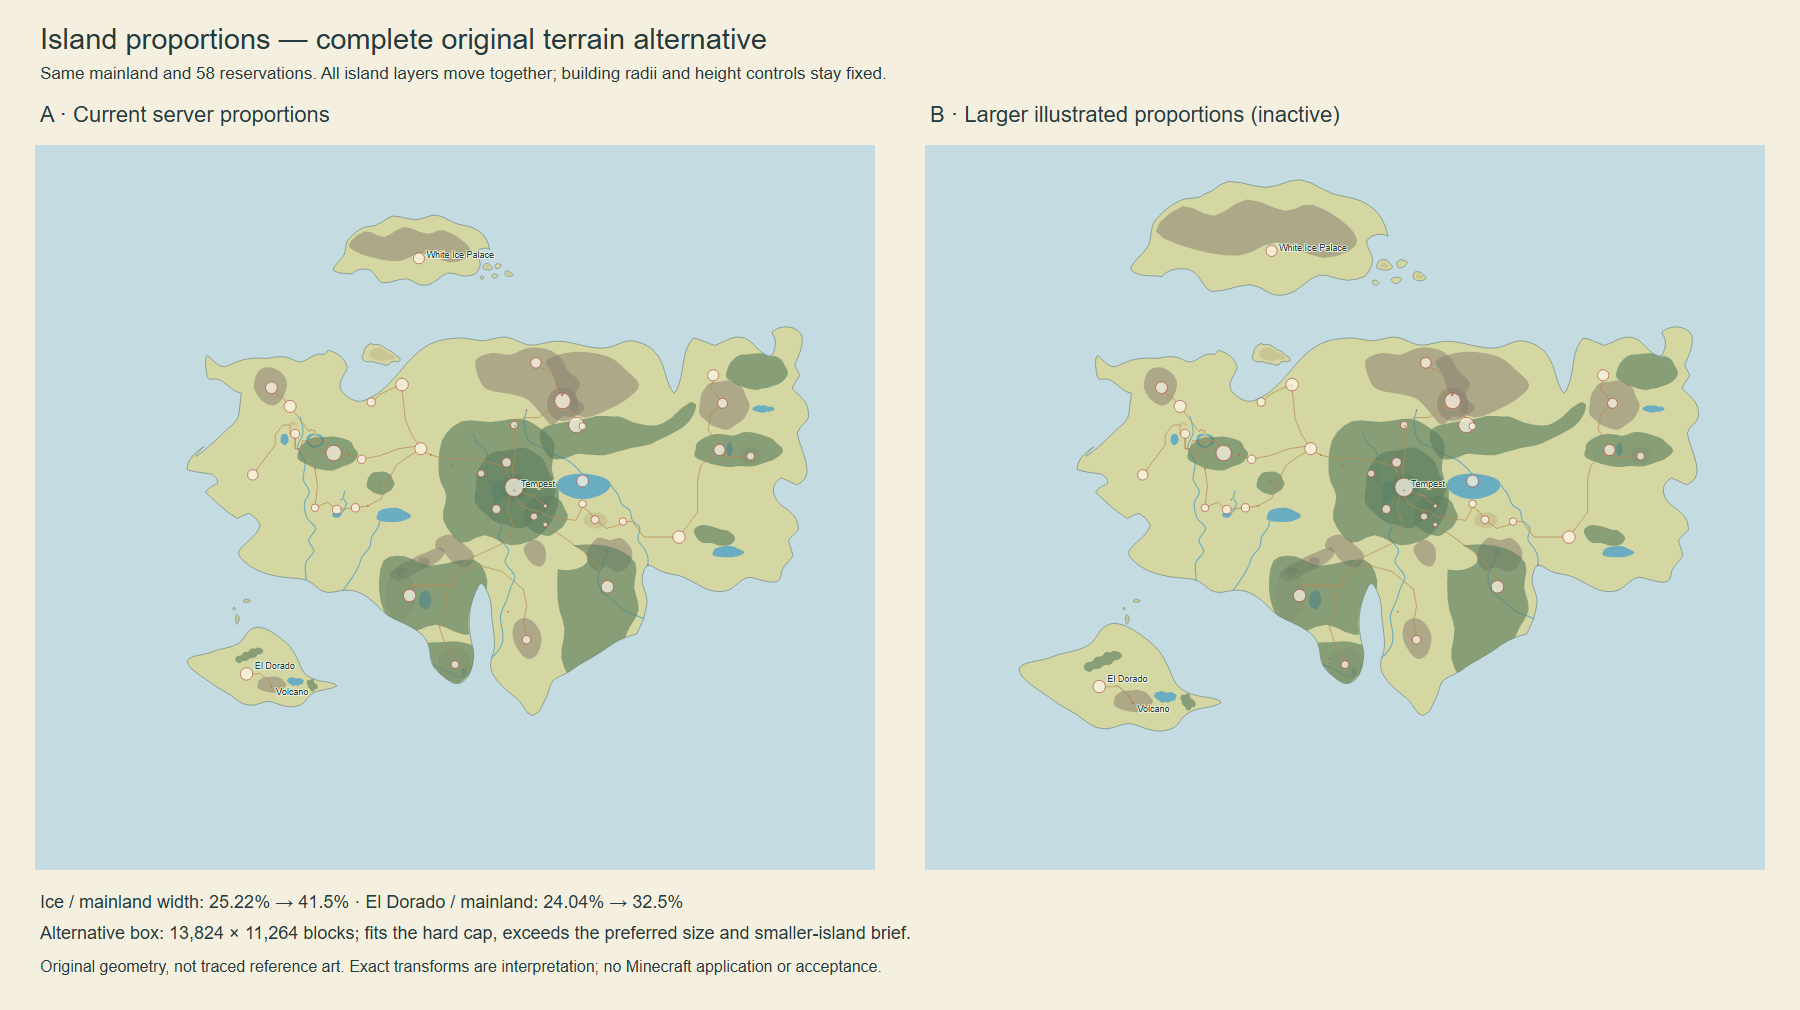 Island proportions — complete original terrain alternative
Same mainland and 58 reservations. All island layers move together; building radii and height controls stay fixed.
A · Current server proportions
White Ice Palace
Tempest
El Dorado
Volcano
B · Larger illustrated proportions (inactive)
White Ice Palace
Tempest
El Dorado
Volcano
Ice / mainland width: 25.22% → 41.5% · El Dorado / mainland: 24.04% → 32.5%
Alternative box: 13,824 × 11,264 blocks; fits the hard cap, exceeds the preferred size and smaller-island brief.
Original geometry, not traced reference art. Exact transforms are interpretation; no Minecraft application or acceptance.